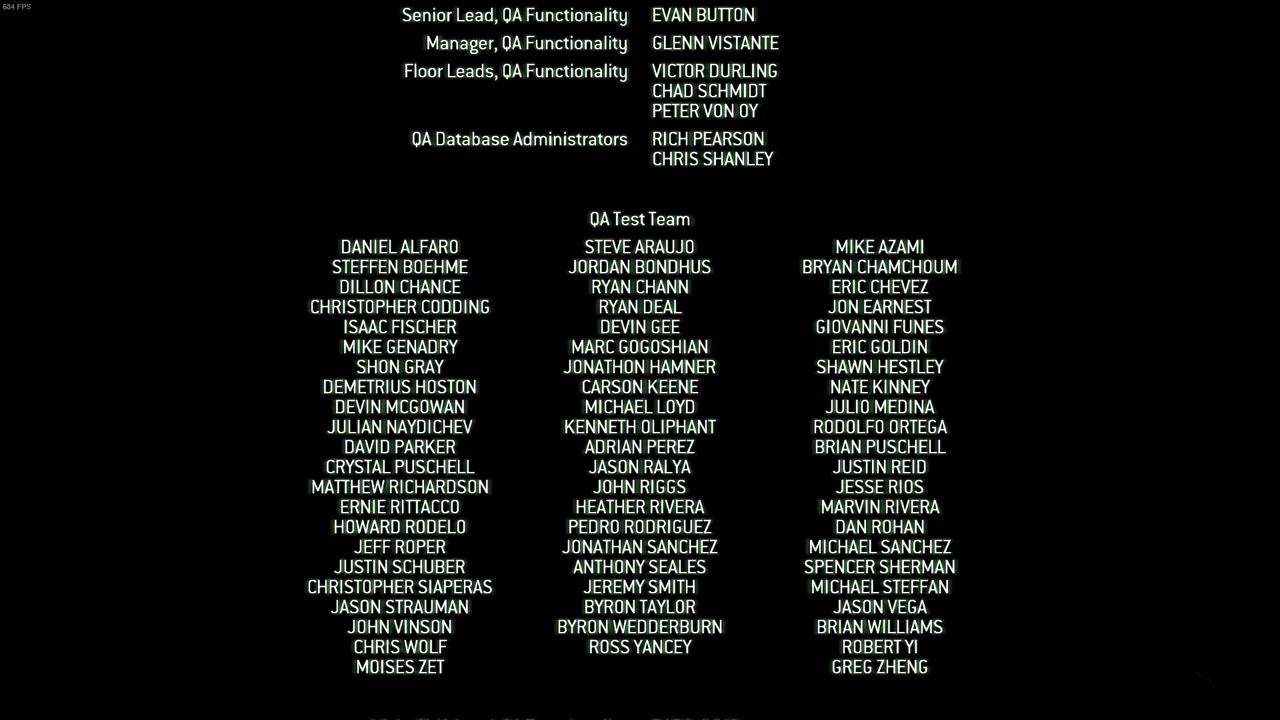 684 FPS
Senior Lead, QA Functionality EVAN BUTTON
Manager, QA Functionality GLENN VISTANTE
Floor Leads, QA Functionality VICTOR DURLING
CHAD SCHMIDT
PETER VON OY
QA Database Administrators RICH PEARSON
CHRIS SHANLEY
QA Test Team
DANIEL ALFARO STEVE ARAUJO MIKE AZAMI
STEFFEN BOEHME JORDAN BONDHUS BRYAN CHAMCHOUM
DILLON CHANCE RYAN CHANN ERIC CHEVEZ
CHRISTOPHER CODDING RYAN DEAL JON EARNEST
ISAAC FISCHER DEVIN GEE GIOVANNI FUNES
MIKE GENADRY MARC GOGOSHIAN ERIC GOLDIN
SHON GRAY JONATHON HAMNER SHAWN HESTLEY
DEMETRIUS HOSTON CARSON KEENE NATE KINNEY
DEVIN MCGOWAN MICHAEL LOYD JULIO MEDINA
JULIAN NAYDICHEV KENNETH OLIPHANT RODOLFO ORTEGA
DAVID PARKER ADRIAN PEREZ BRIAN PUSCHELL
CRYSTAL PUSCHELL JASON RALYA JUSTIN REID
MATTHEW RICHARDSON JOHN RIGGS JESSE RIOS
ERNIE RITTACCO HEATHER RIVERA MARVIN RIVERA
HOWARD RODELO PEDRO RODRIGUEZ DAN ROHAN
JEFF ROPER JONATHAN SANCHEZ MICHAEL SANCHEZ
JUSTIN SCHUBER ANTHONY SEALES SPENCER SHERMAN
CHRISTOPHER SIAPERAS JEREMY SMITH MICHAEL STEFFAN
JASON STRAUMAN BYRON TAYLOR JASON VEGA
JOHN VINSON BYRON WEDDERBURN BRIAN WILLIAMS
CHRIS WOLF ROSS YANCEY ROBERT YI
MOISES ZET GREG ZHENG